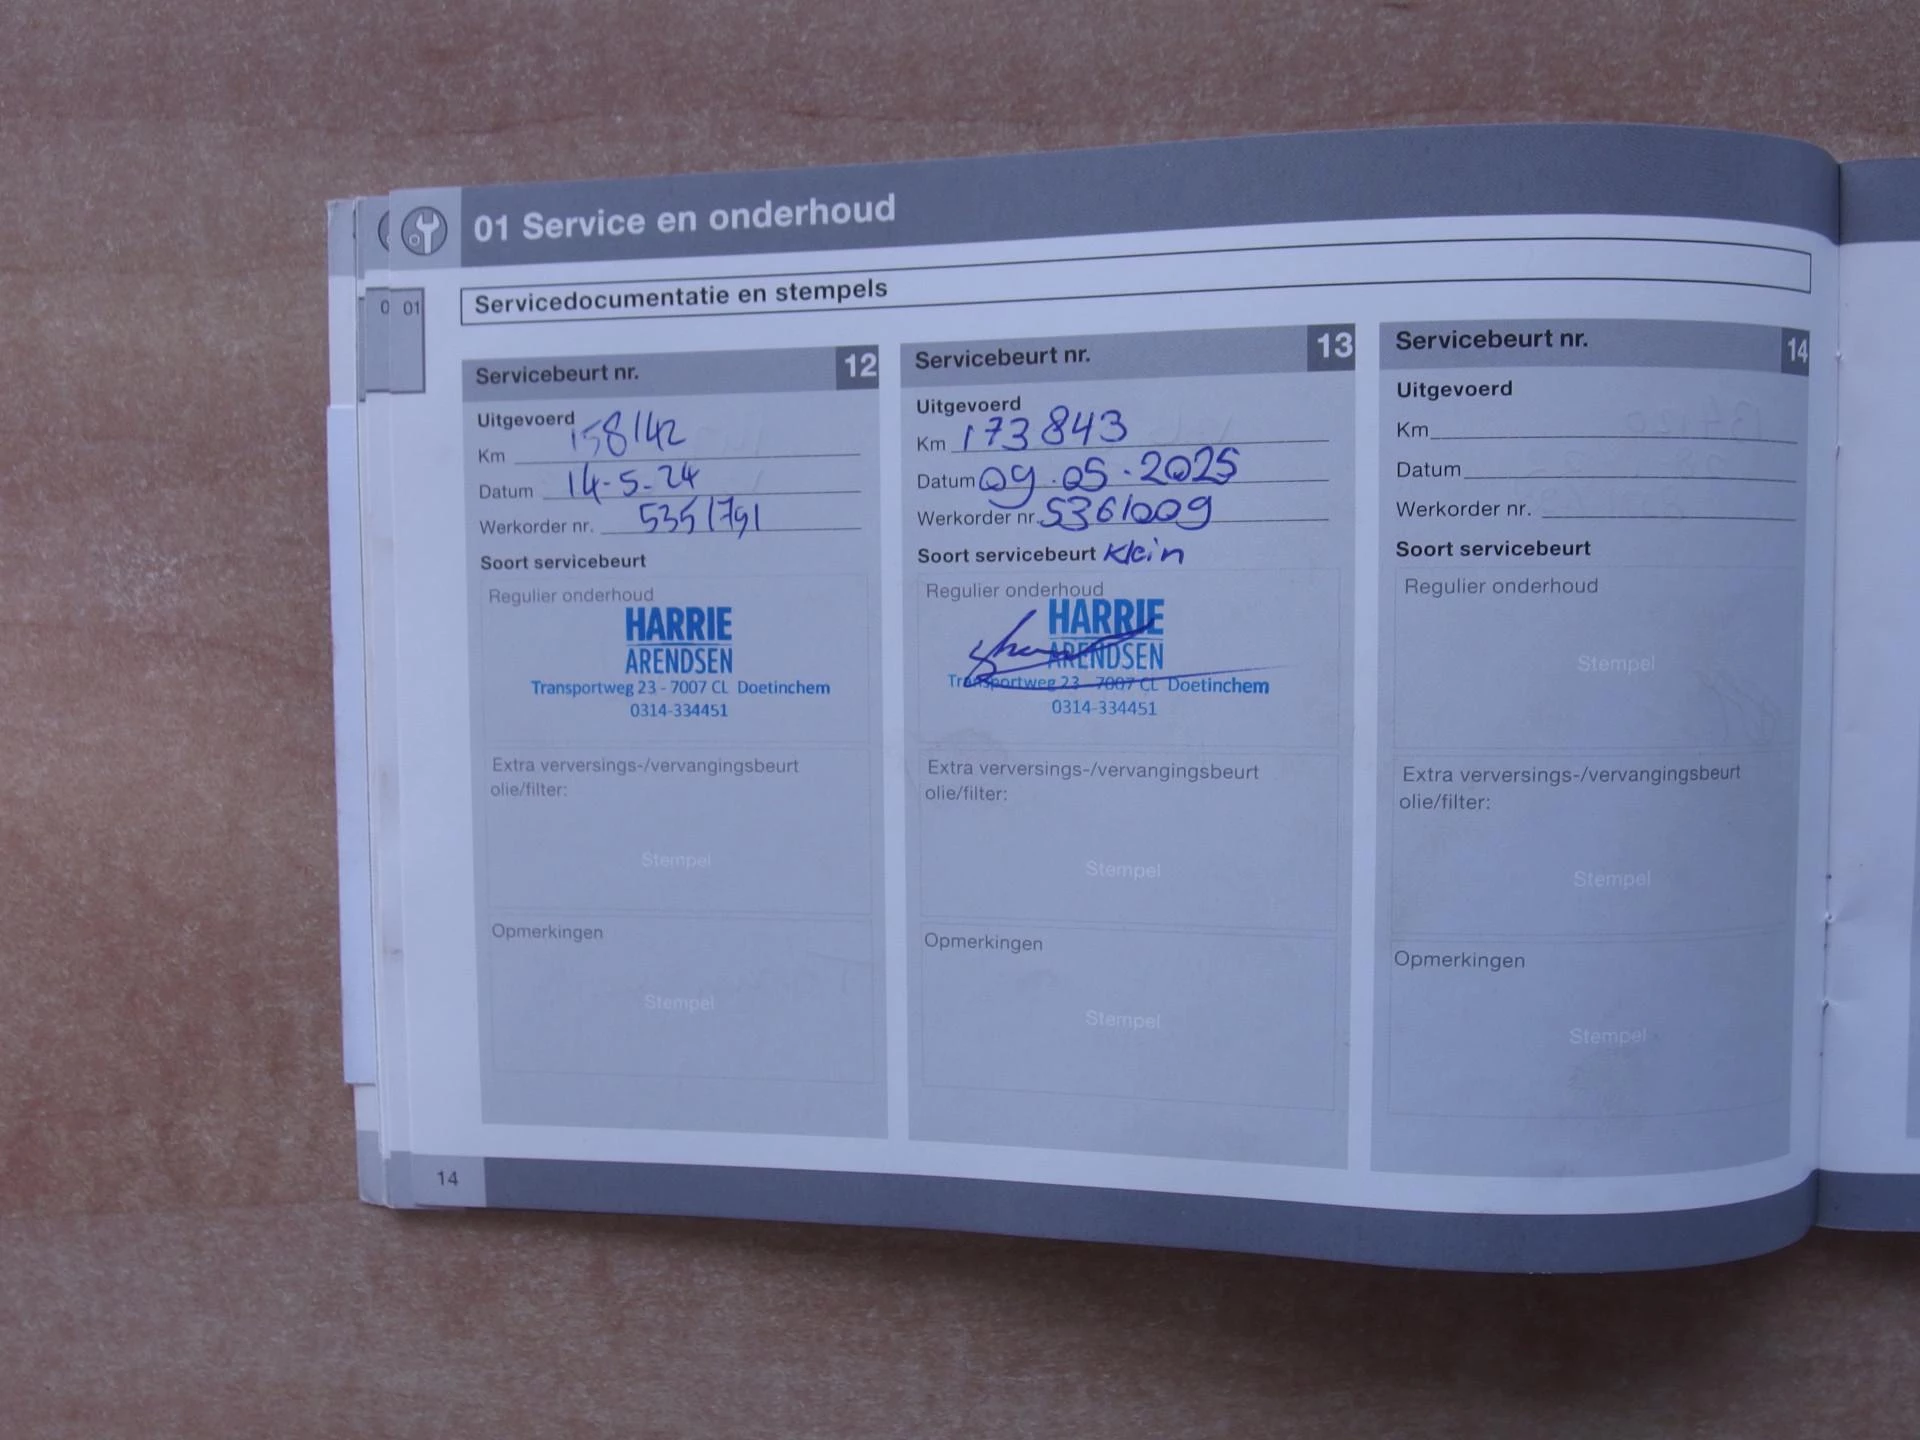 01 Service en onderhoud
0 01
Servicedocumentatie en stempels
Servicebeurt nr. 12
Uitgevoerd
Km 158142
Datum 14-5-24
Werkorder nr. 5351791
Soort servicebeurt
Regulier onderhoud
HARRIE
ARENDSEN
Transportweg 23 - 7007 CL Doetinchem
0314-334451
Extra verversings-/vervangingsbeurt
olie/filter:
Stempel
Opmerkingen
Stempel
Servicebeurt nr. 13
Uitgevoerd
Km 173843
Datum 09.05.2025
Werkorder nr. 5361009
Soort servicebeurt Klein
Regulier onderhoud
HARRIE
ARENDSEN
Transportweg 23 - 7007 CL Doetinchem
0314-334451
Extra verversings-/vervangingsbeurt
olie/filter:
Stempel
Opmerkingen
Stempel
Servicebeurt nr. 14
Uitgevoerd
Km
Datum
Werkorder nr.
Soort servicebeurt
Regulier onderhoud
Stempel
Extra verversings-/vervangingsbeurt
olie/filter:
Stempel
Opmerkingen
Stempel
14